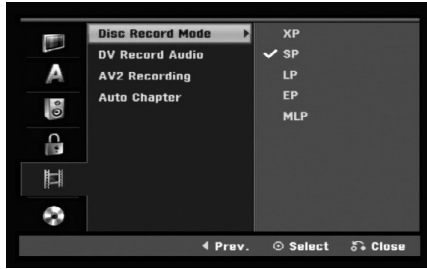 Disc Record Mode
DV Record Audio
AV2 Recording
Auto Chapter
XP
SP
LP
EP
MLP
A
Prev.
Select
Close